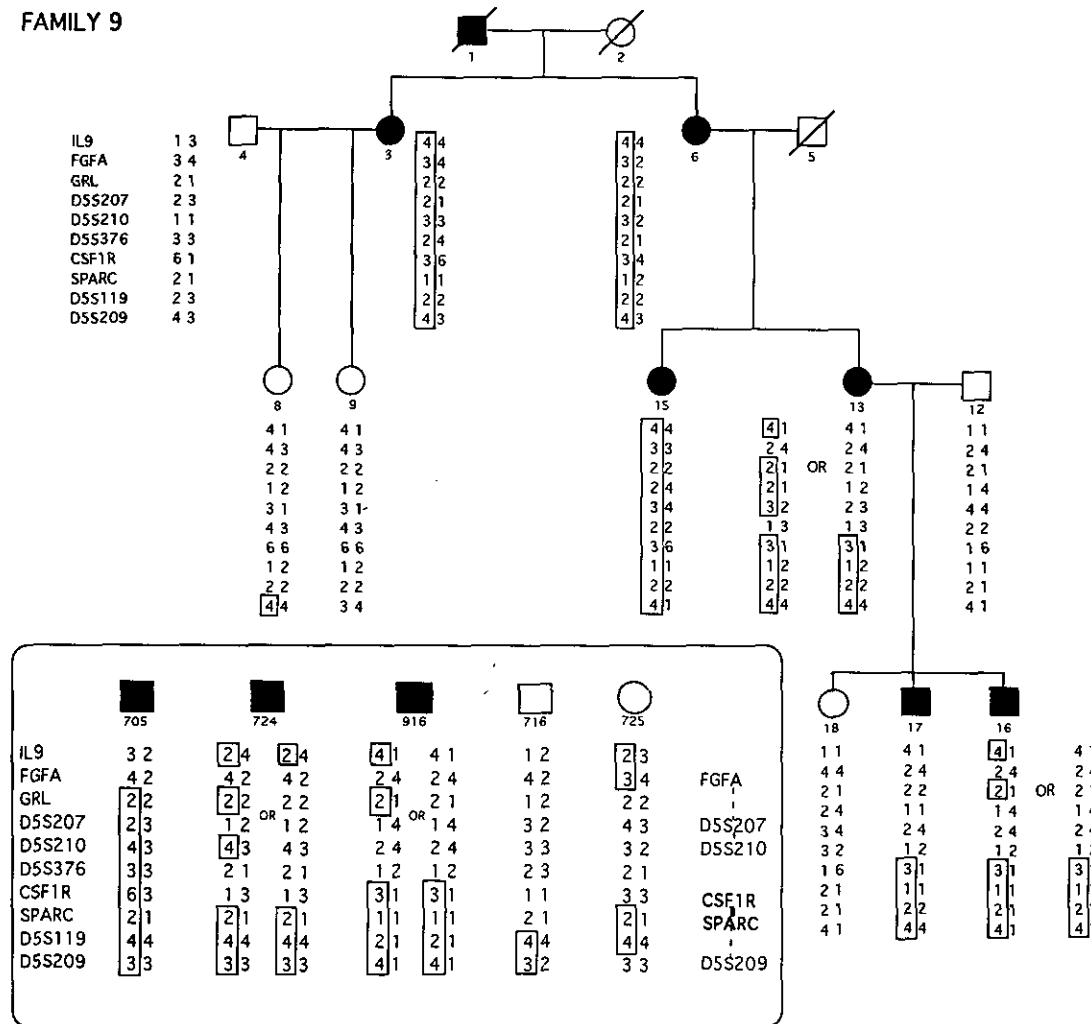 FAMILY 9
1 2
4 3 6 5
IL9 1 3 4 4 4 4
FGFA 3 4 3 4 3 2
GRL 2 1 2 2 2 2
D5S207 2 3 2 1 2 1
D5S210 1 1 3 3 3 2
D5S376 3 3 2 4 2 1
CSF1R 6 1 3 6 3 4
SPARC 2 1 1 1 1 2
D5S119 2 3 2 2 2 2
D5S209 4 3 4 3 4 3
8 9 15 13 12
4 1 4 1 4 4 4 1 4 1 1 1
4 3 4 3 3 3 2 4 2 4 2 4
2 2 2 2 2 2 2 1 OR 2 1 2 1
1 2 1 2 2 4 2 1 1 2 1 4
3 1 3 1 3 4 3 2 2 3 4 4
4 3 4 3 2 2 1 3 1 3 2 2
6 6 6 6 3 6 3 1 3 1 1 6
1 2 1 2 1 1 1 2 1 2 1 1
2 2 2 2 2 2 2 2 2 2 2 1
4 4 3 4 4 1 4 4 4 4 4 1
705 724 916 716 725 18 17 16
IL9 3 2 2 4 2 4 4 1 4 1 1 2 2 3 1 1 4 1 4 1 4
FGFA 4 2 4 2 4 2 2 4 2 4 4 2 3 4 FGFA 4 4 2 4 2 4 2
GRL 2 2 2 2 2 2 2 1 2 1 1 2 2 2 2 1 2 2 2 1 OR 2
D5S207 2 3 1 2 OR 1 2 1 4 OR 1 4 3 2 4 3 D5S207 2 4 1 1 1 4 1
D5S210 4 3 4 3 4 3 2 4 2 4 3 3 3 2 D5S210 3 4 2 4 2 4 2
D5S376 3 3 2 1 2 1 1 2 1 2 2 3 2 1 3 2 1 2 1 2 1
CSF1R 6 3 1 3 1 3 3 1 3 1 1 1 3 3 CSF1R 1 6 3 1 3 1 3
SPARC 2 1 2 1 2 1 1 1 1 1 2 1 2 1 SPARC 2 1 1 1 1 1 1
D5S119 4 4 4 4 4 4 2 1 2 1 4 4 4 4 2 1 2 2 2 1 2
D5S209 3 3 3 3 3 3 4 1 4 1 3 2 3 3 D5S209 4 1 4 4 4 1 4